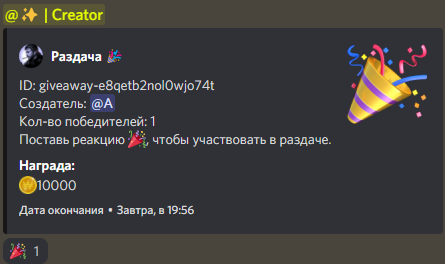 @✨ | Creator
Раздача 🎉
ID: giveaway-e8qetb2nol0wjo74t
Создатель: @A
Кол-во победителей: 1
Поставь реакцию 🎉, чтобы участвовать в раздаче.
Награда:
10000
Дата окончания • Завтра, в 19:56
🎉 1